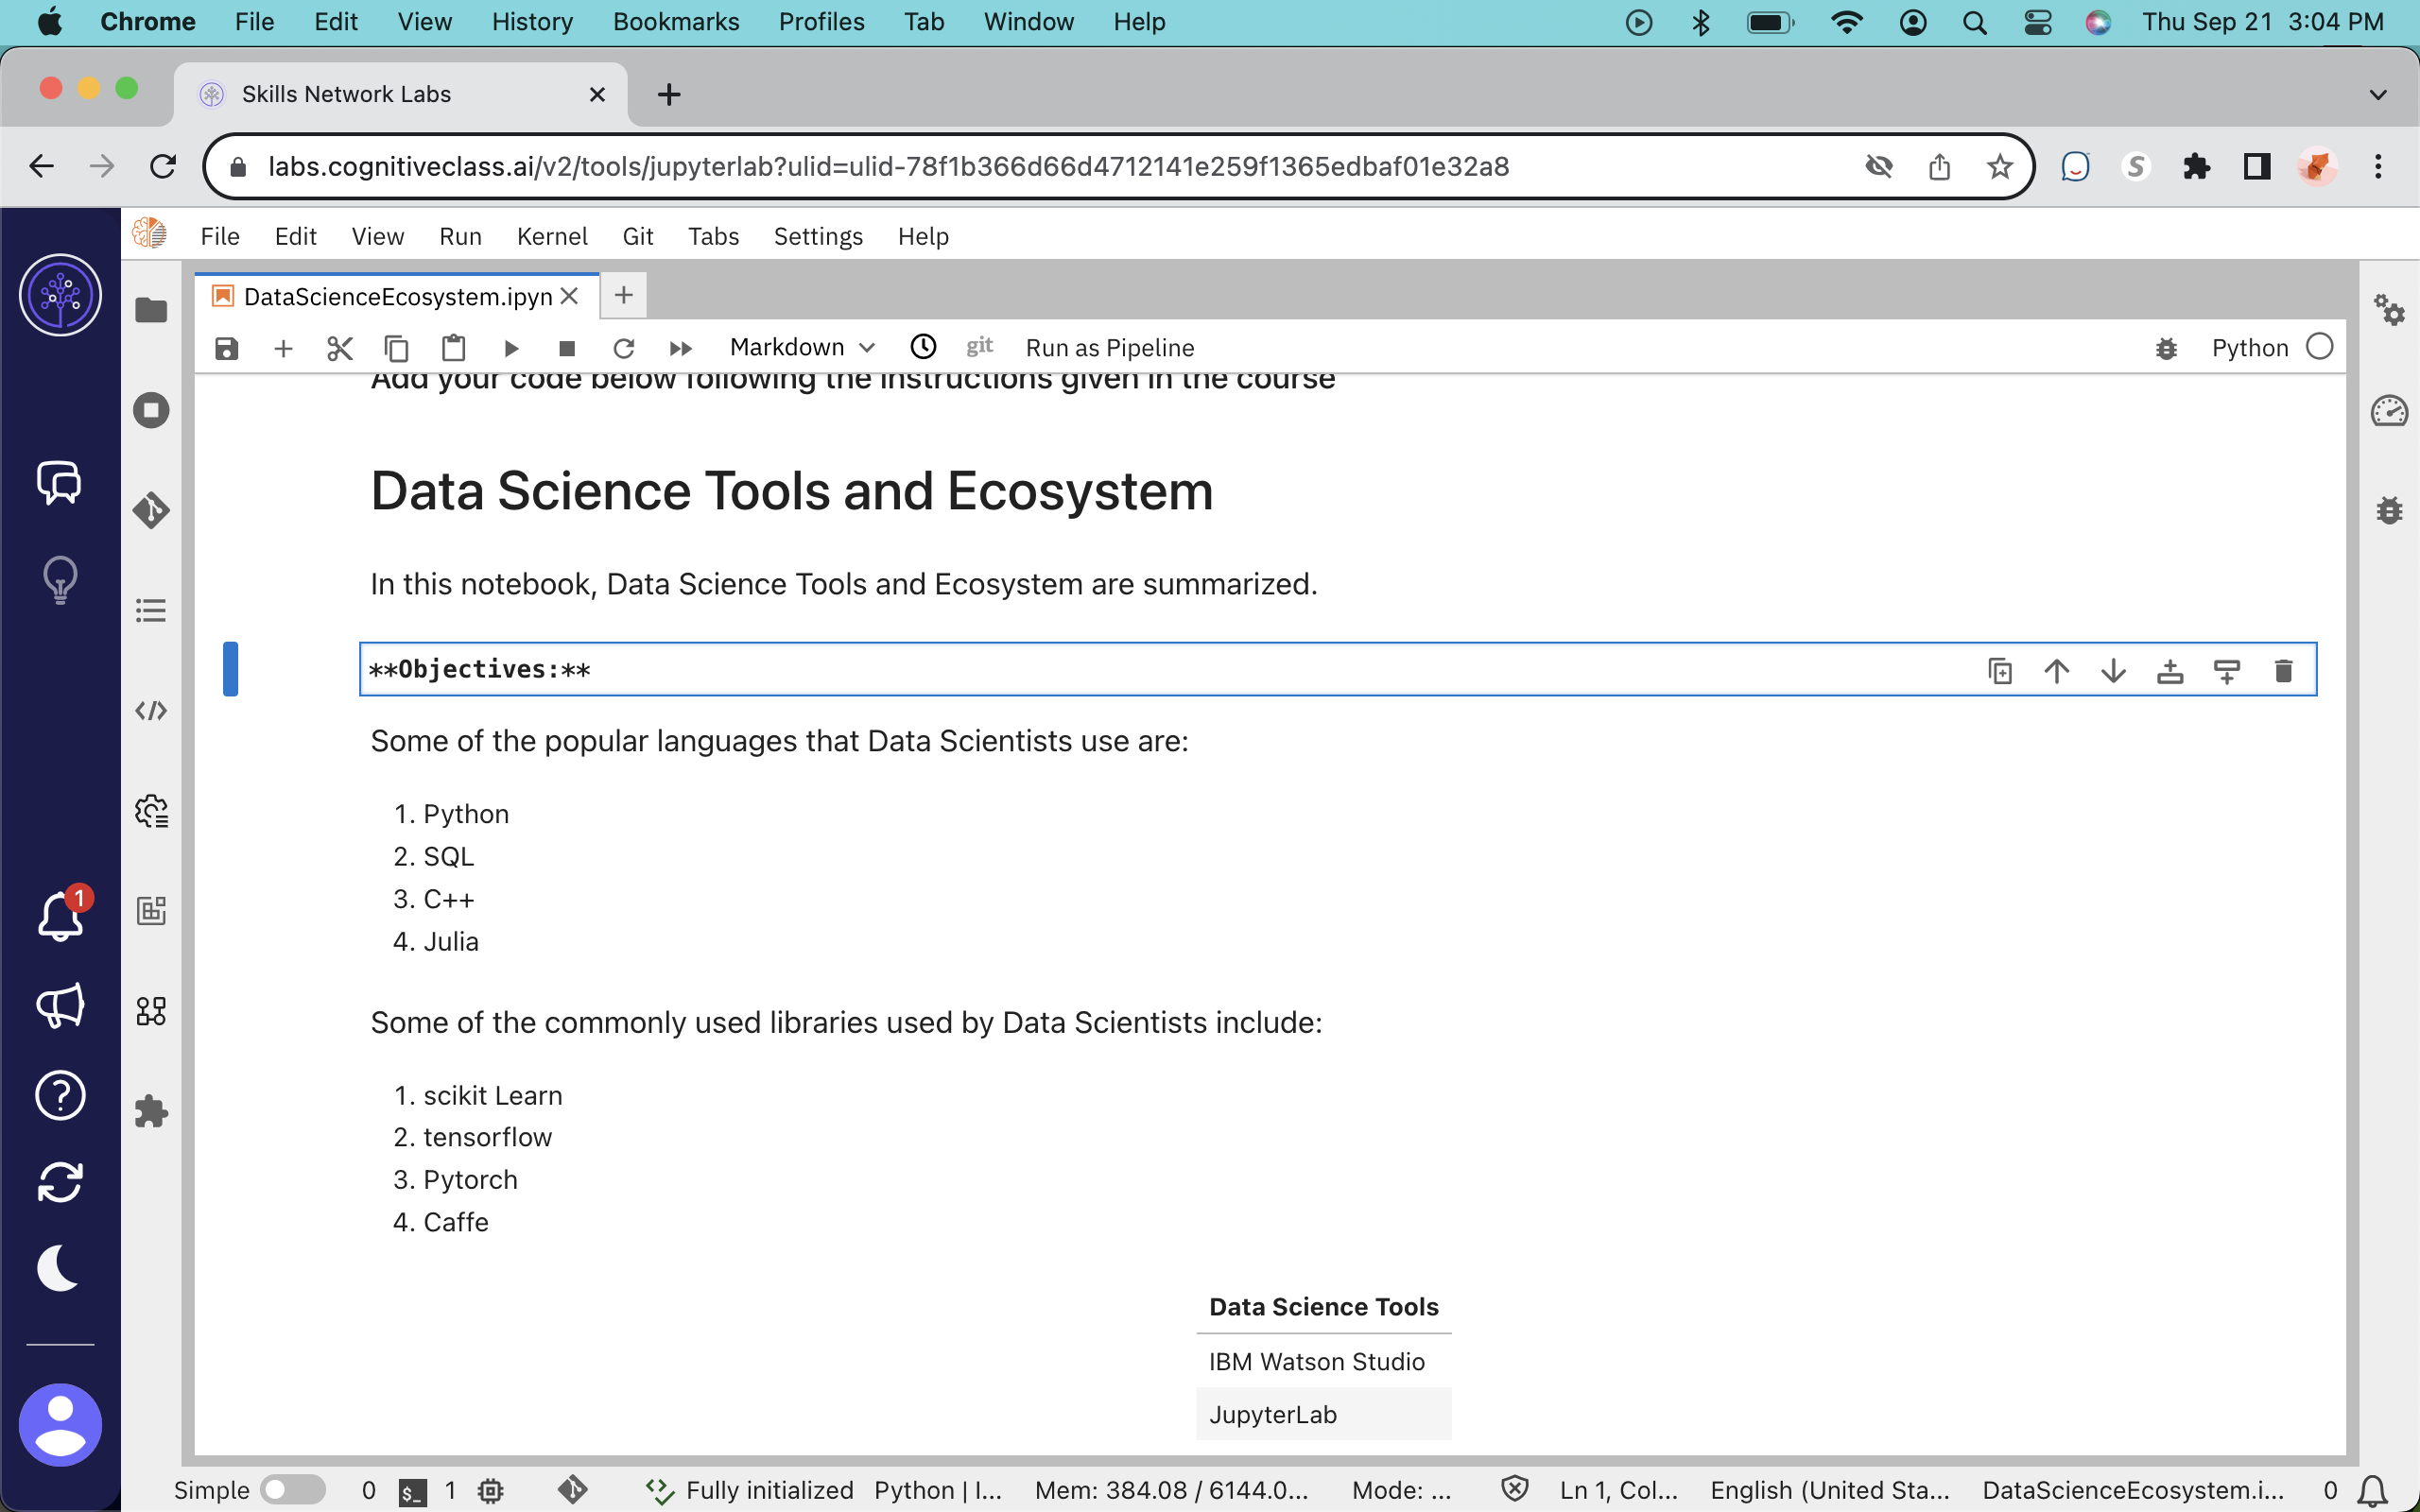 Chrome File Edit View History Bookmarks Profiles Tab Window Help Thu Sep 21 3:04 PM
Skills Network Labs
labs.cognitiveclass.ai/v2/tools/jupyterlab?ulid=ulid-78f1b366d66d4712141e259f1365edbaf01e32a8
File Edit View Run Kernel Git Tabs Settings Help
DataScienceEcosystem.ipyn
Markdown git Run as Pipeline Python
Add your code below following the instructions given in the course
Data Science Tools and Ecosystem
In this notebook, Data Science Tools and Ecosystem are summarized.
**Objectives:**
Some of the popular languages that Data Scientists use are:
1. Python
2. SQL
3. C++
4. Julia
1
Some of the commonly used libraries used by Data Scientists include:
1. scikit Learn
2. tensorflow
3. Pytorch
4. Caffe
Data Science Tools
IBM Watson Studio
JupyterLab
Simple 0 $_ 1 Fully initialized Python | I... Mem: 384.08 / 6144.0... Mode: ... Ln 1, Col... English (United Sta... DataScienceEcosystem.i... 0